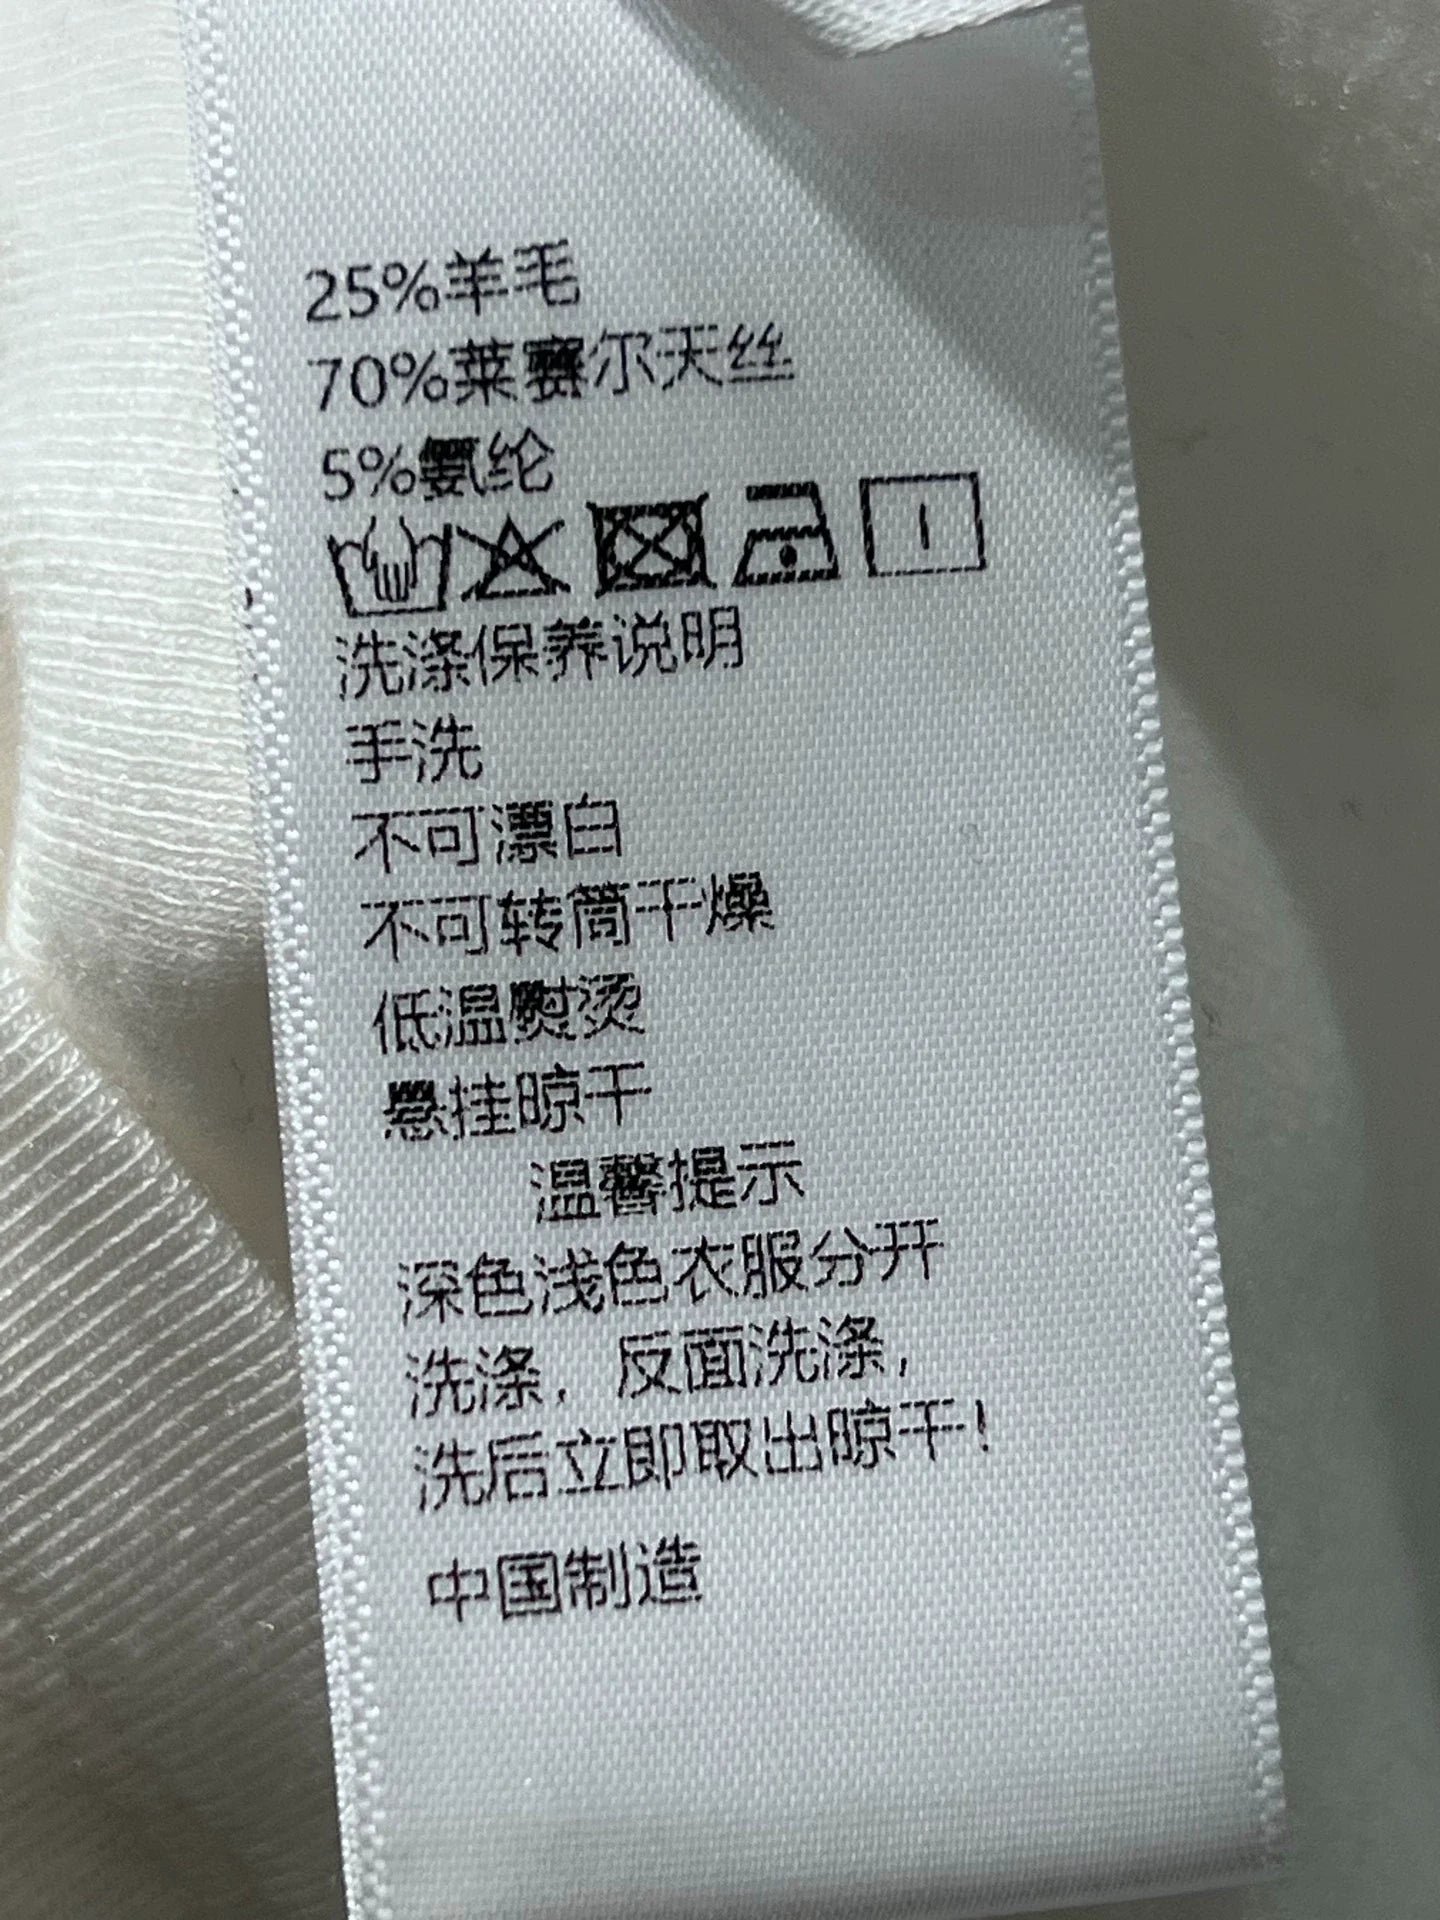 25%羊毛
70%莱赛尔天丝
5%氨纶
洗涤保养说明
手洗
不可漂白
不可转筒干燥
低温熨烫
悬挂晾干
温馨提示
深色浅色衣服分开
洗涤，反面洗涤，
洗后立即取出晾干！
中国制造